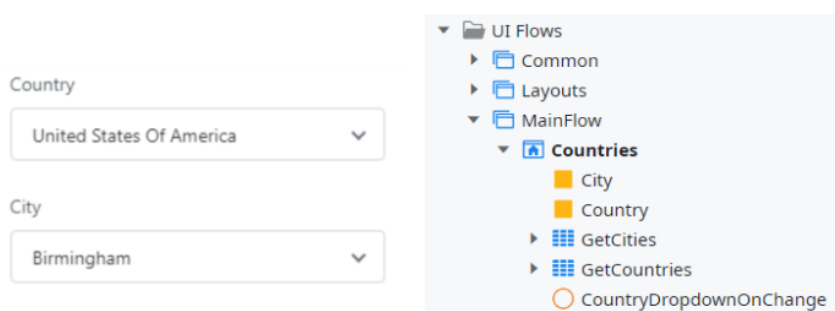 Country
United States Of America
City
Birmingham
UI Flows
Common
Layouts
MainFlow
Countries
City
Country
GetCities
GetCountries
CountryDropdownOnChange